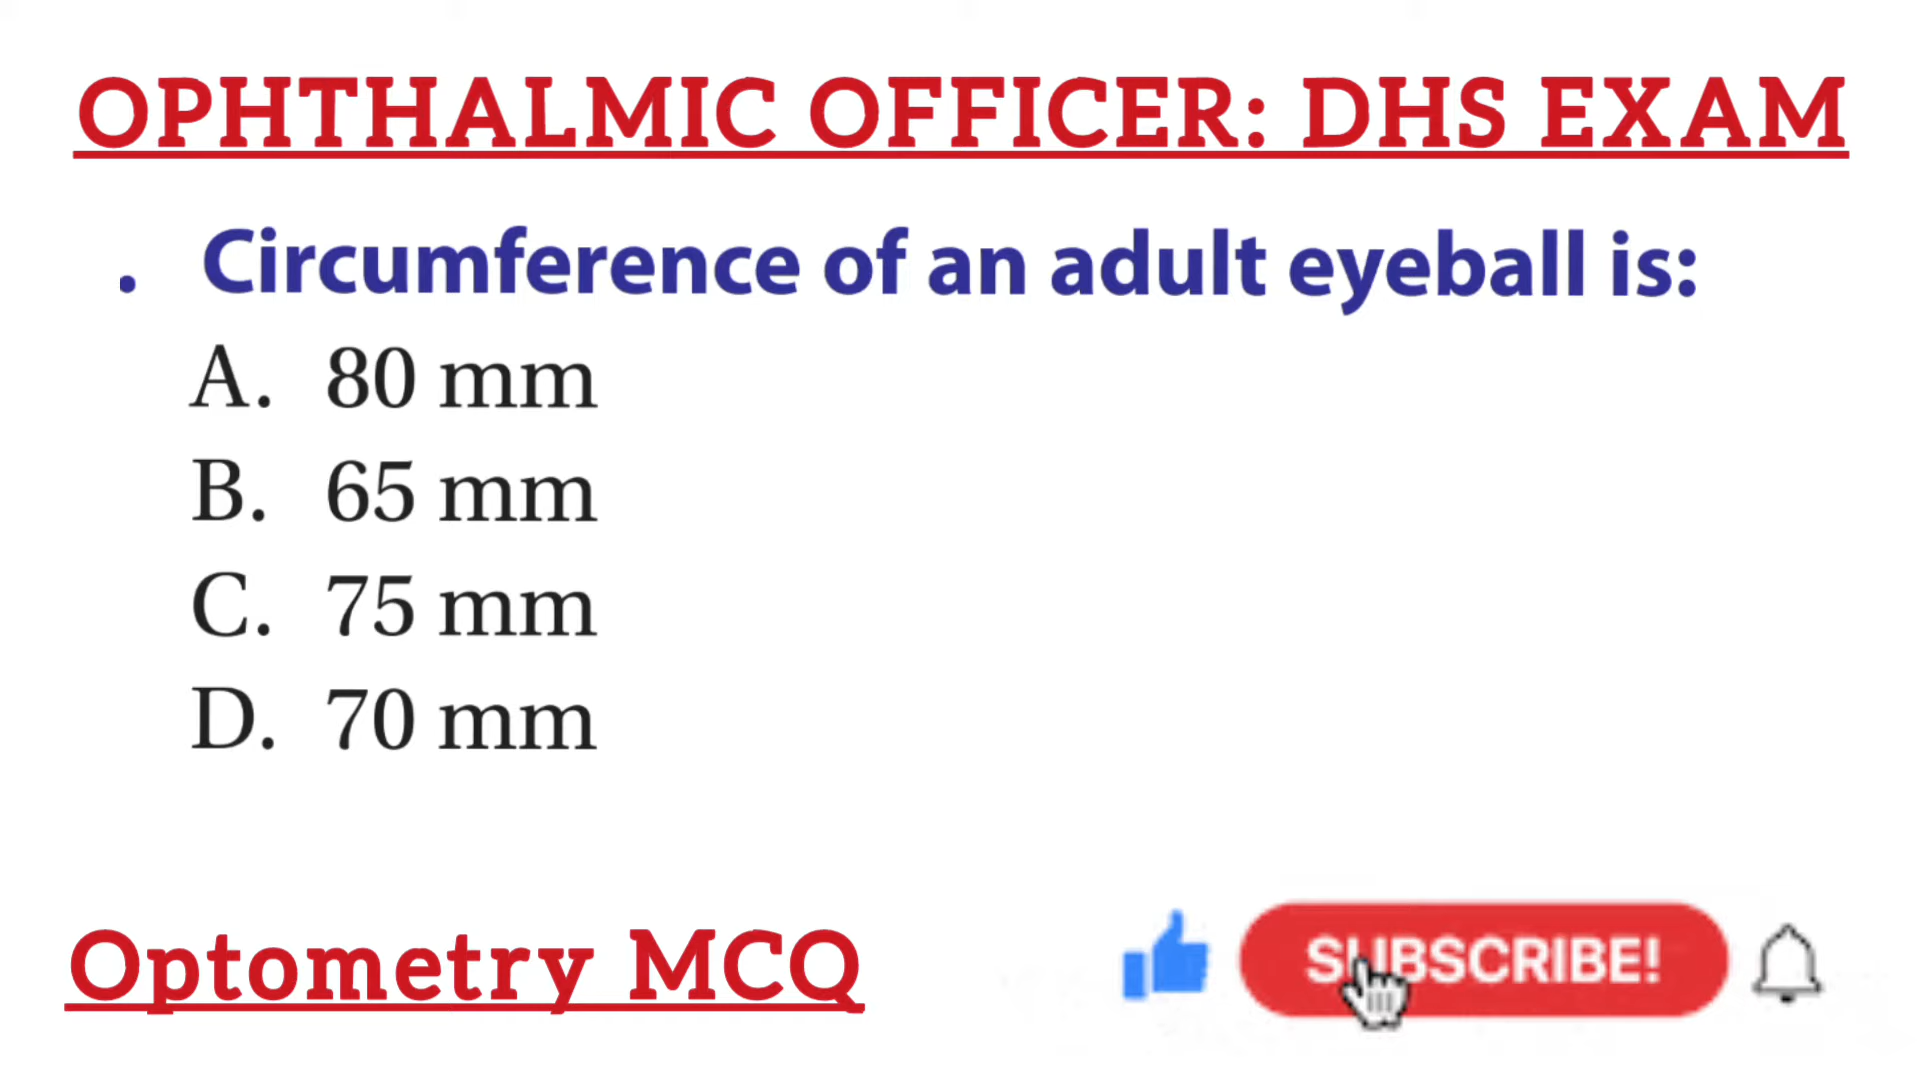 OPHTHALMIC OFFICER: DHS EXAM
. Circumference of an adult eyeball is:
A. 80 mm
B. 65 mm
C. 75 mm
D. 70 mm
Optometry MCQ
SUBSCRIBE!